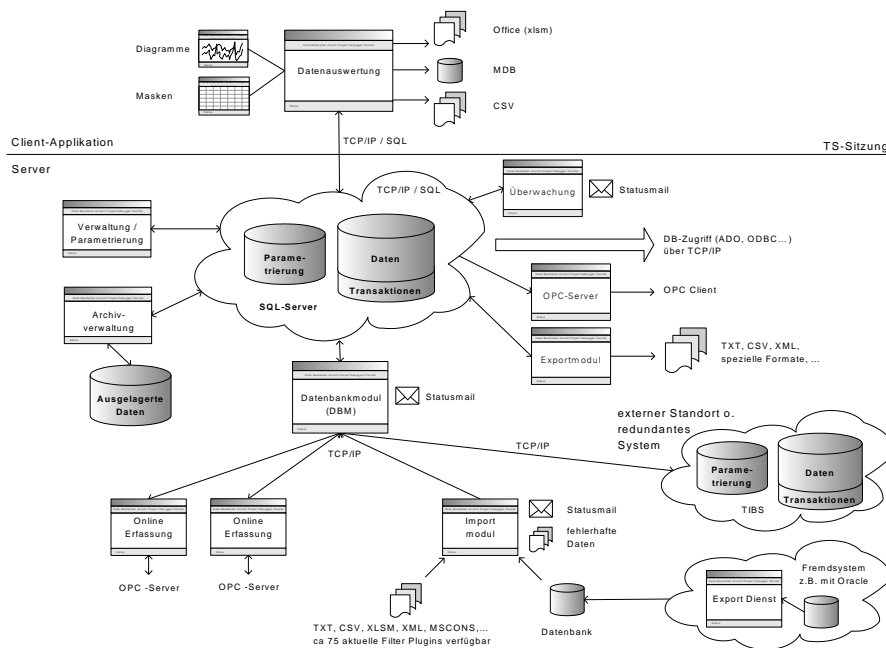 Office (xlsm)
Diagramme
Datenauswertung
MDB
Masken
CSV
Client-Applikation
TCP/IP / SQL
TS-Sitzung
Server
TCP/IP / SQL
Überwachung
Statusmail
Verwaltung /
Parametrierung
Parame-
trierung
Daten
Transaktionen
SQL-Server
DB-Zugriff (ADO, ODBC...)
über TCP/IP
OPC-Server
OPC Client
Archiv-
verwaltung
Exportmodul
TXT, CSV, XML,
spezielle Formate, ...
Ausgelagerte
Daten
Datenbankmodul
(DBM)
Statusmail
externer Standort o.
redundantes
System
TCP/IP
TCP/IP
Parame-
trierung
Daten
Transaktionen
TIBS
Online
Erfassung
Online
Erfassung
Import
modul
Statusmail
fehlerhafte
Daten
OPC -Server
OPC -Server
Fremdsystem
z.B. mit Oracle
Export Dienst
TXT, CSV, XLSM, XML, MSCONS,...
ca 75 aktuelle Filter Plugins verfügbar
Datenbank